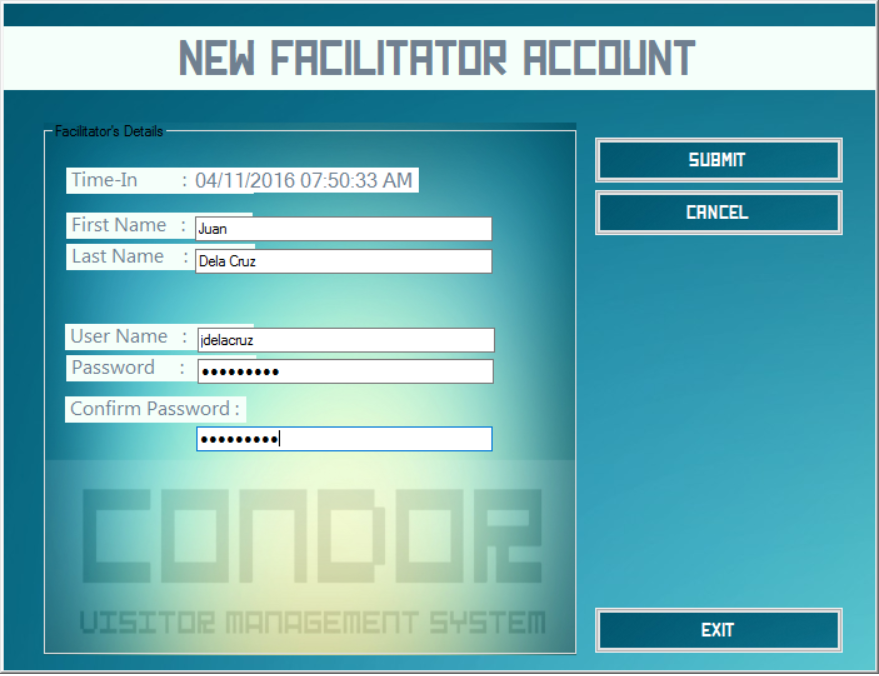 NEW FACILITATOR ACCOUNT
Facilitator's Details
Time-In : 04/11/2016 07:50:33 AM
First Name : Juan
Last Name : Dela Cruz
User Name : jdelacruz
Password : •••••••••
Confirm Password :
•••••••••
SUBMIT
CANCEL
CONDOR
VISITOR MANAGEMENT SYSTEM
EXIT